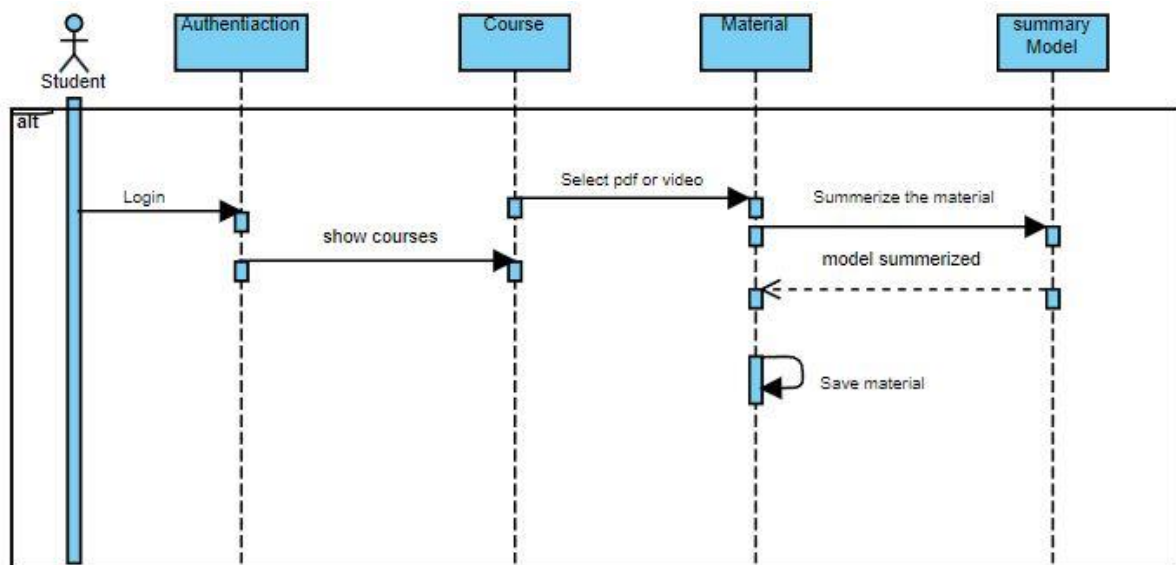 Authentiaction
Course
Material
summary
Model
Student
alt
Select pdf or video
Login
Summerize the material
show courses
model summerized
Save material